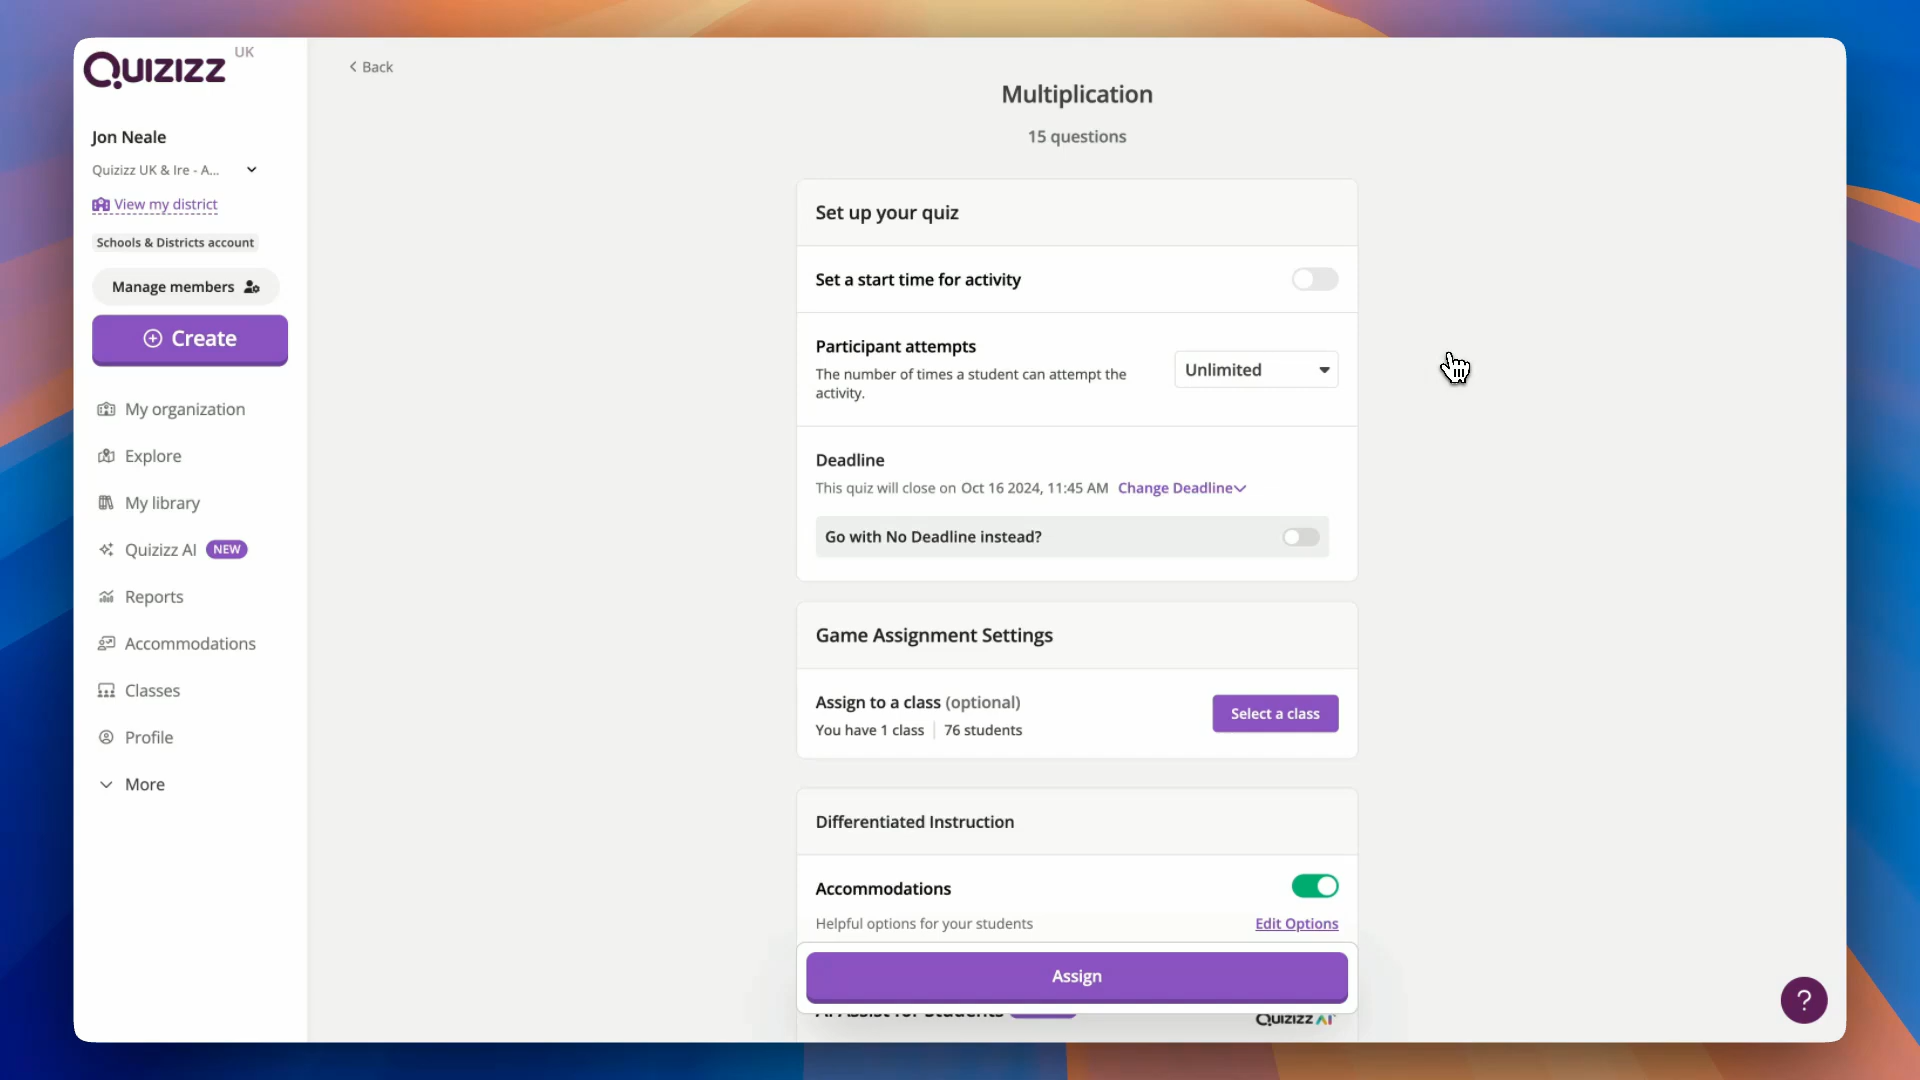 Quizizz UK
Jon Neale
Quizizz UK & Ire - A...
View my district
Schools & Districts account
Manage members
Create
My organization
Explore
My library
Quizizz AI NEW
Reports
Accommodations
Classes
Profile
More
Back
Multiplication
15 questions
Set up your quiz
Set a start time for activity
Participant attempts
The number of times a student can attempt the
activity.
Unlimited
Deadline
This quiz will close on Oct 16 2024, 11:45 AM Change Deadline
Go with No Deadline instead?
Game Assignment Settings
Assign to a class (optional)
You have 1 class 76 students
Select a class
Differentiated Instruction
Accommodations
Helpful options for your students
Edit Options
Assign
AI Assist for Students
Quizizz AI
?